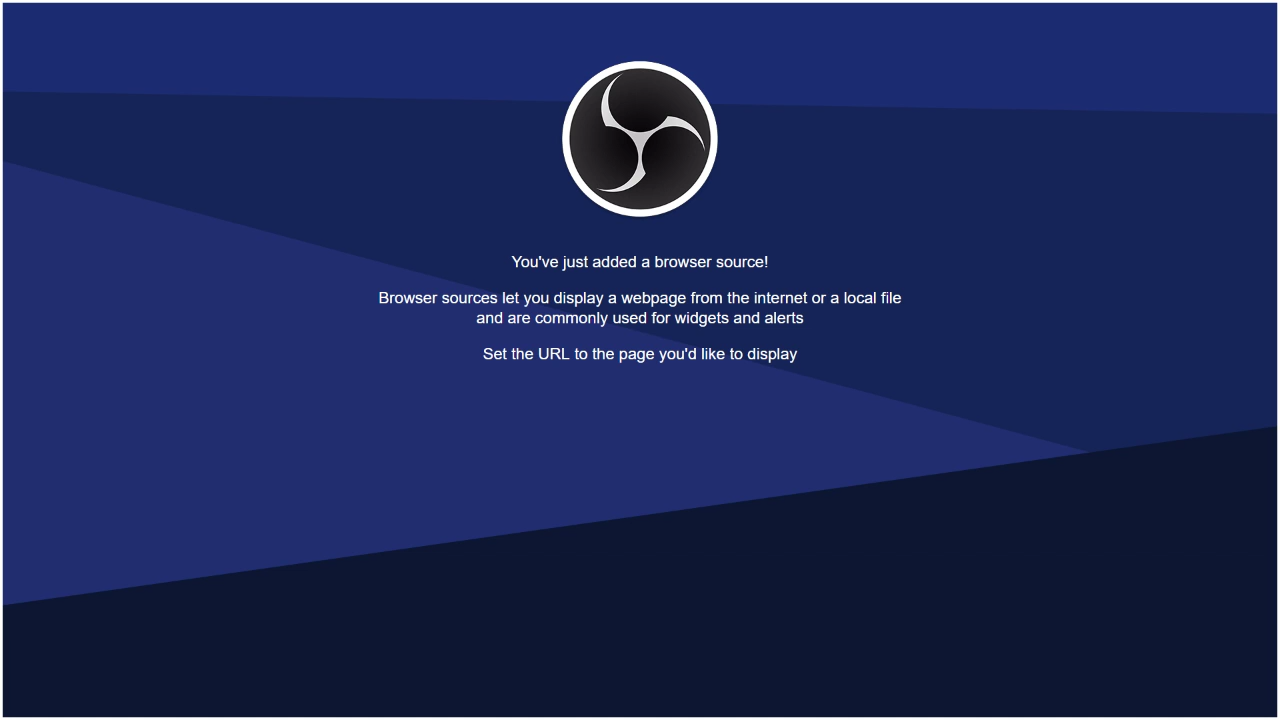 You've just added a browser source!
Browser sources let you display a webpage from the internet or a local file
and are commonly used for widgets and alerts
Set the URL to the page you'd like to display